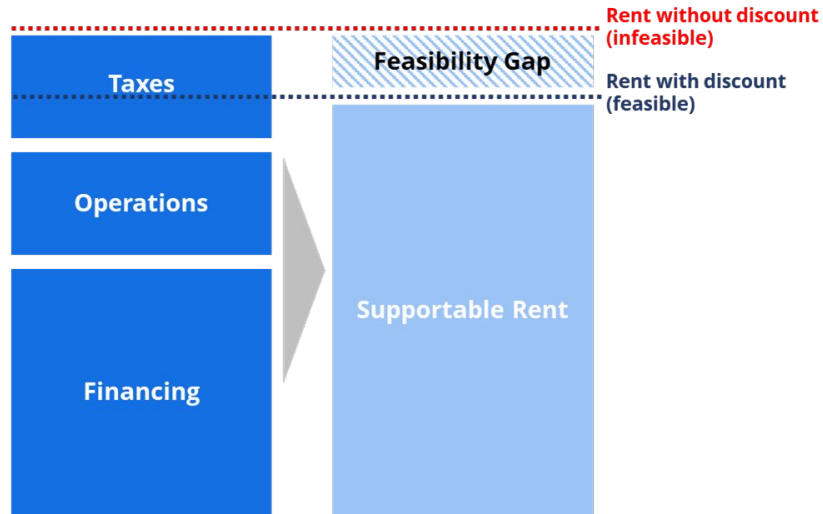 Rent without discount
(infeasible)
Taxes
Feasibility Gap
Rent with discount
(feasible)
Operations
Supportable Rent
Financing